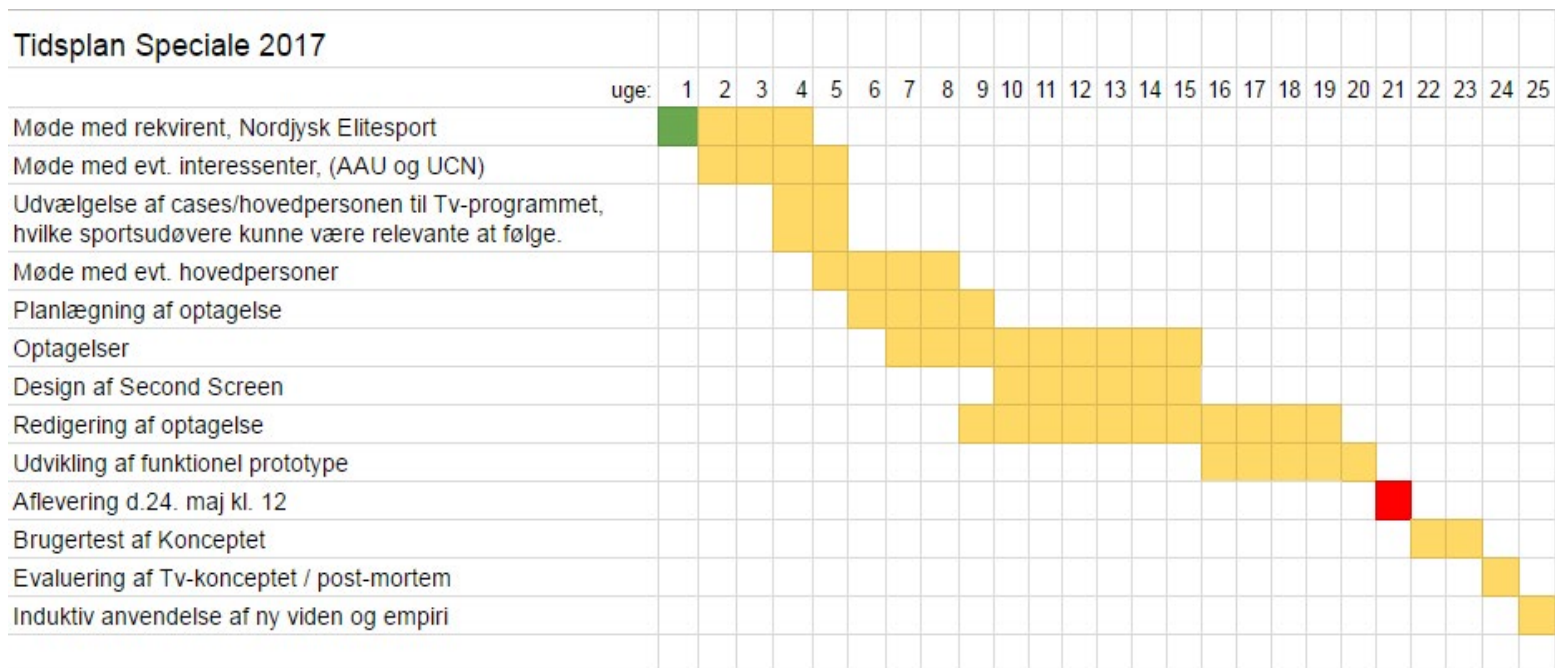 Tidsplan Speciale 2017
uge: 1 2 3 4 5 6 7 8 9 10 11 12 13 14 15 16 17 18 19 20 21 22 23 24 25
Møde med rekvirent, Nordjysk Elitesport
Møde med evt. interessenter, (AAU og UCN)
Udvælgelse af cases/hovedpersonen til Tv-programmet,
hvilke sportsudøvere kunne være relevante at følge.
Møde med evt. hovedpersoner
Planlægning af optagelse
Optagelser
Design af Second Screen
Redigering af optagelse
Udvikling af funktionel prototype
Aflevering d.24. maj kl. 12
Brugertest af Konceptet
Evaluering af Tv-konceptet / post-mortem
Induktiv anvendelse af ny viden og empiri